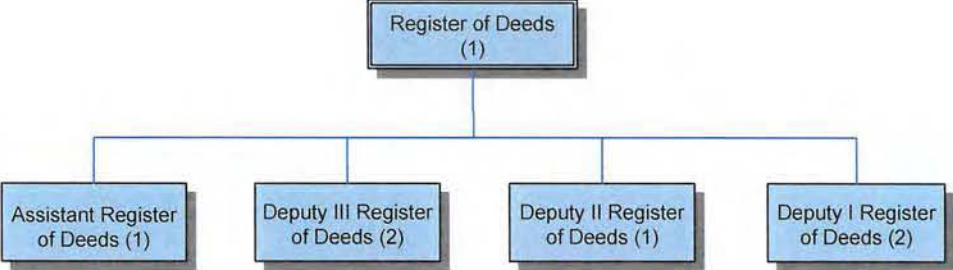 Register of Deeds
(1)
Assistant Register
of Deeds (1)
Deputy III Register
of Deeds (2)
Deputy II Register
of Deeds (1)
Deputy I Register
of Deeds (2)